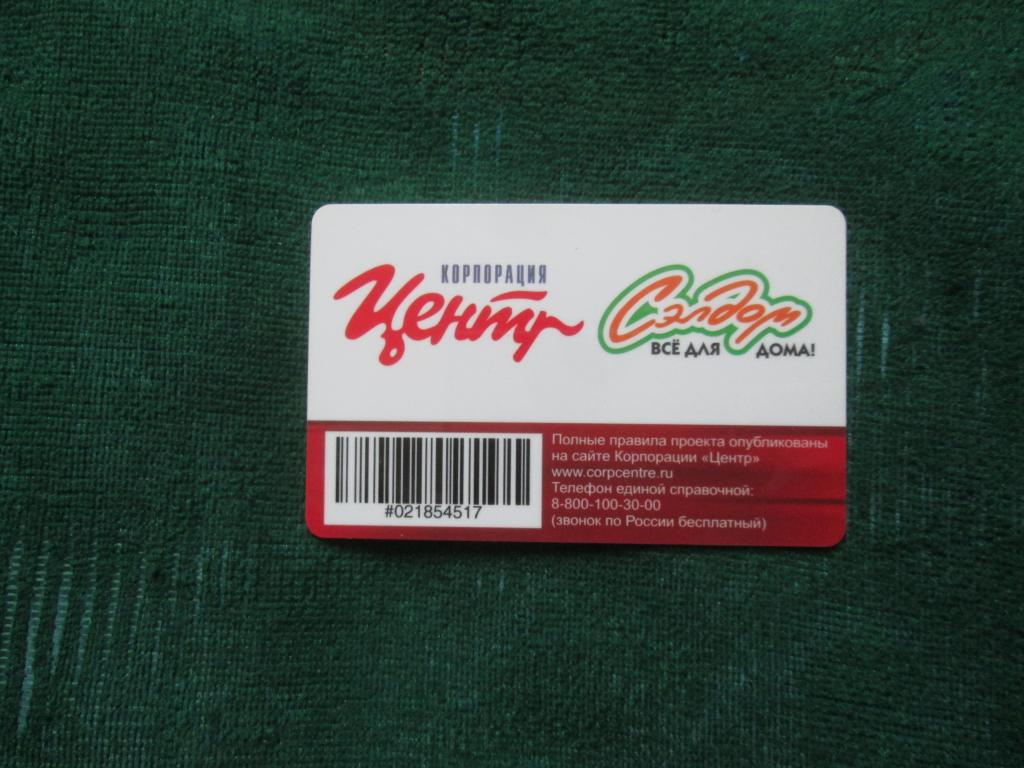 КОРПОРАЦИЯ
Центр
Сэлдом
ВСЁ ДЛЯ ДОМА!
#021854517
Полные правила проекта опубликованы
на сайте Корпорации «Центр»
www.corpcentre.ru
Телефон единой справочной:
8-800-100-30-00
(звонок по России бесплатный)